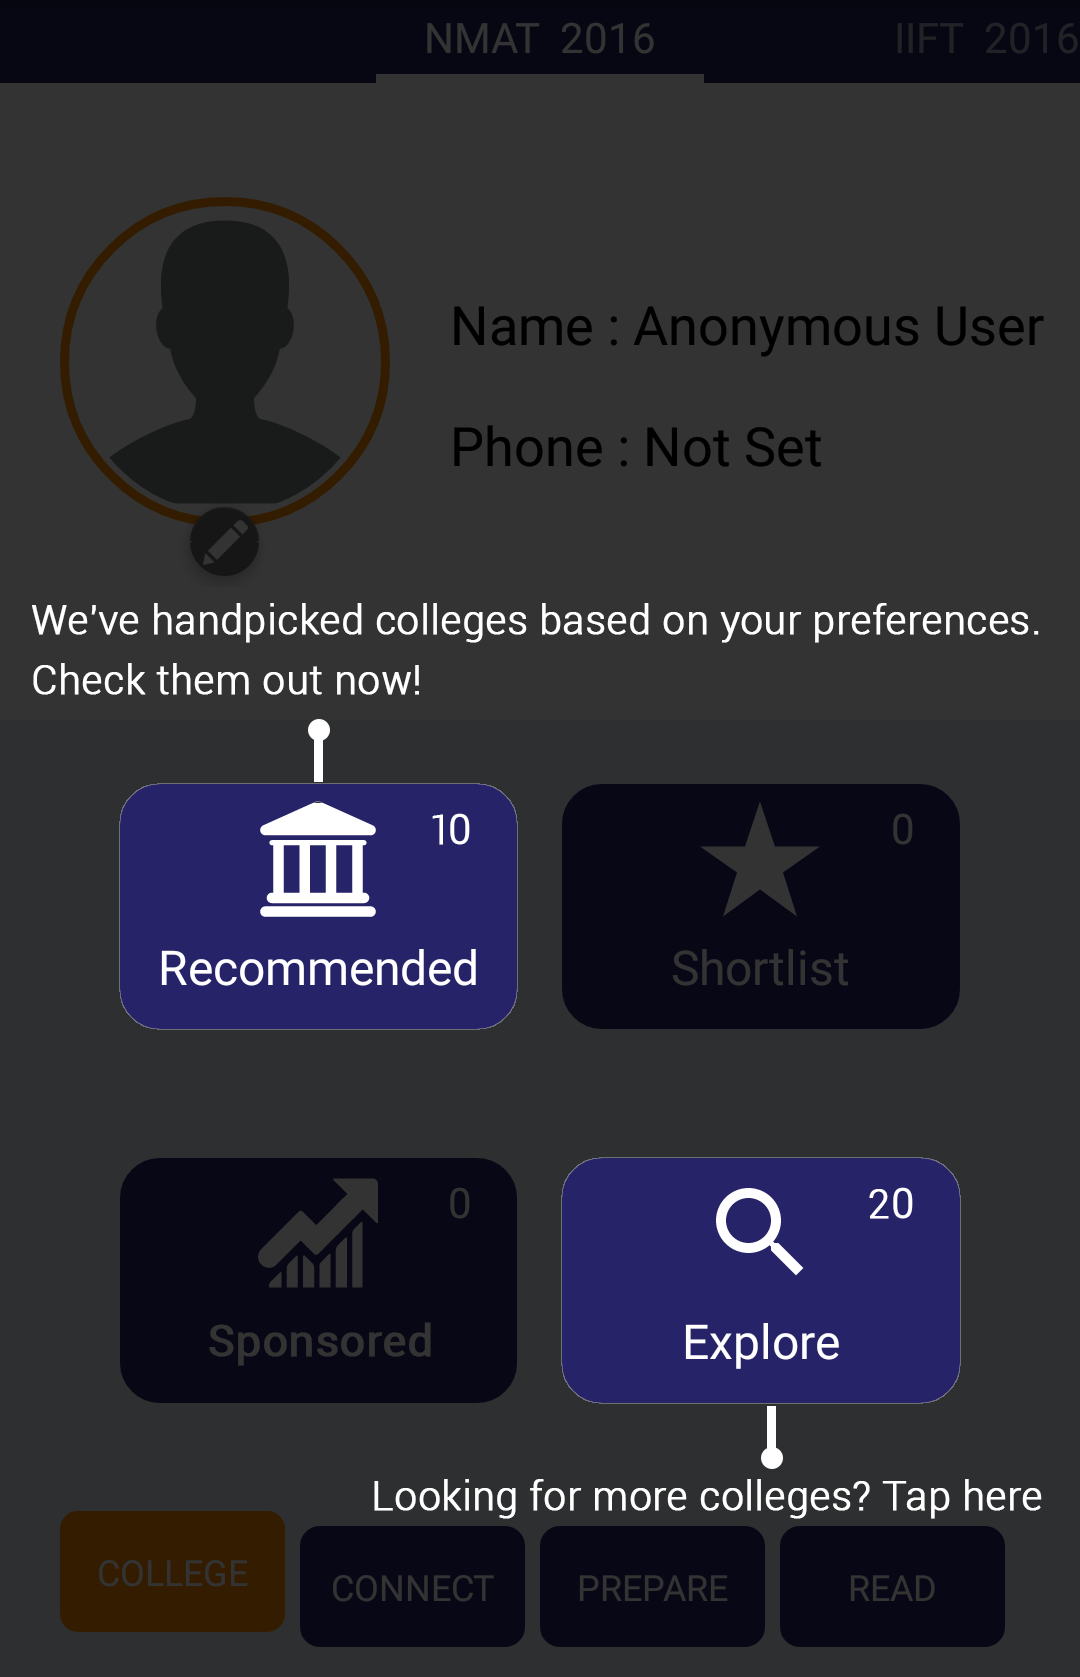 NMAT 2016
IIFT 2016
Name : Anonymous User
Phone : Not Set
We've handpicked colleges based on your preferences.
Check them out now!
10
Recommended
0
Shortlist
0
Sponsored
20
Explore
Looking for more colleges? Tap here
COLLEGE
CONNECT
PREPARE
READ